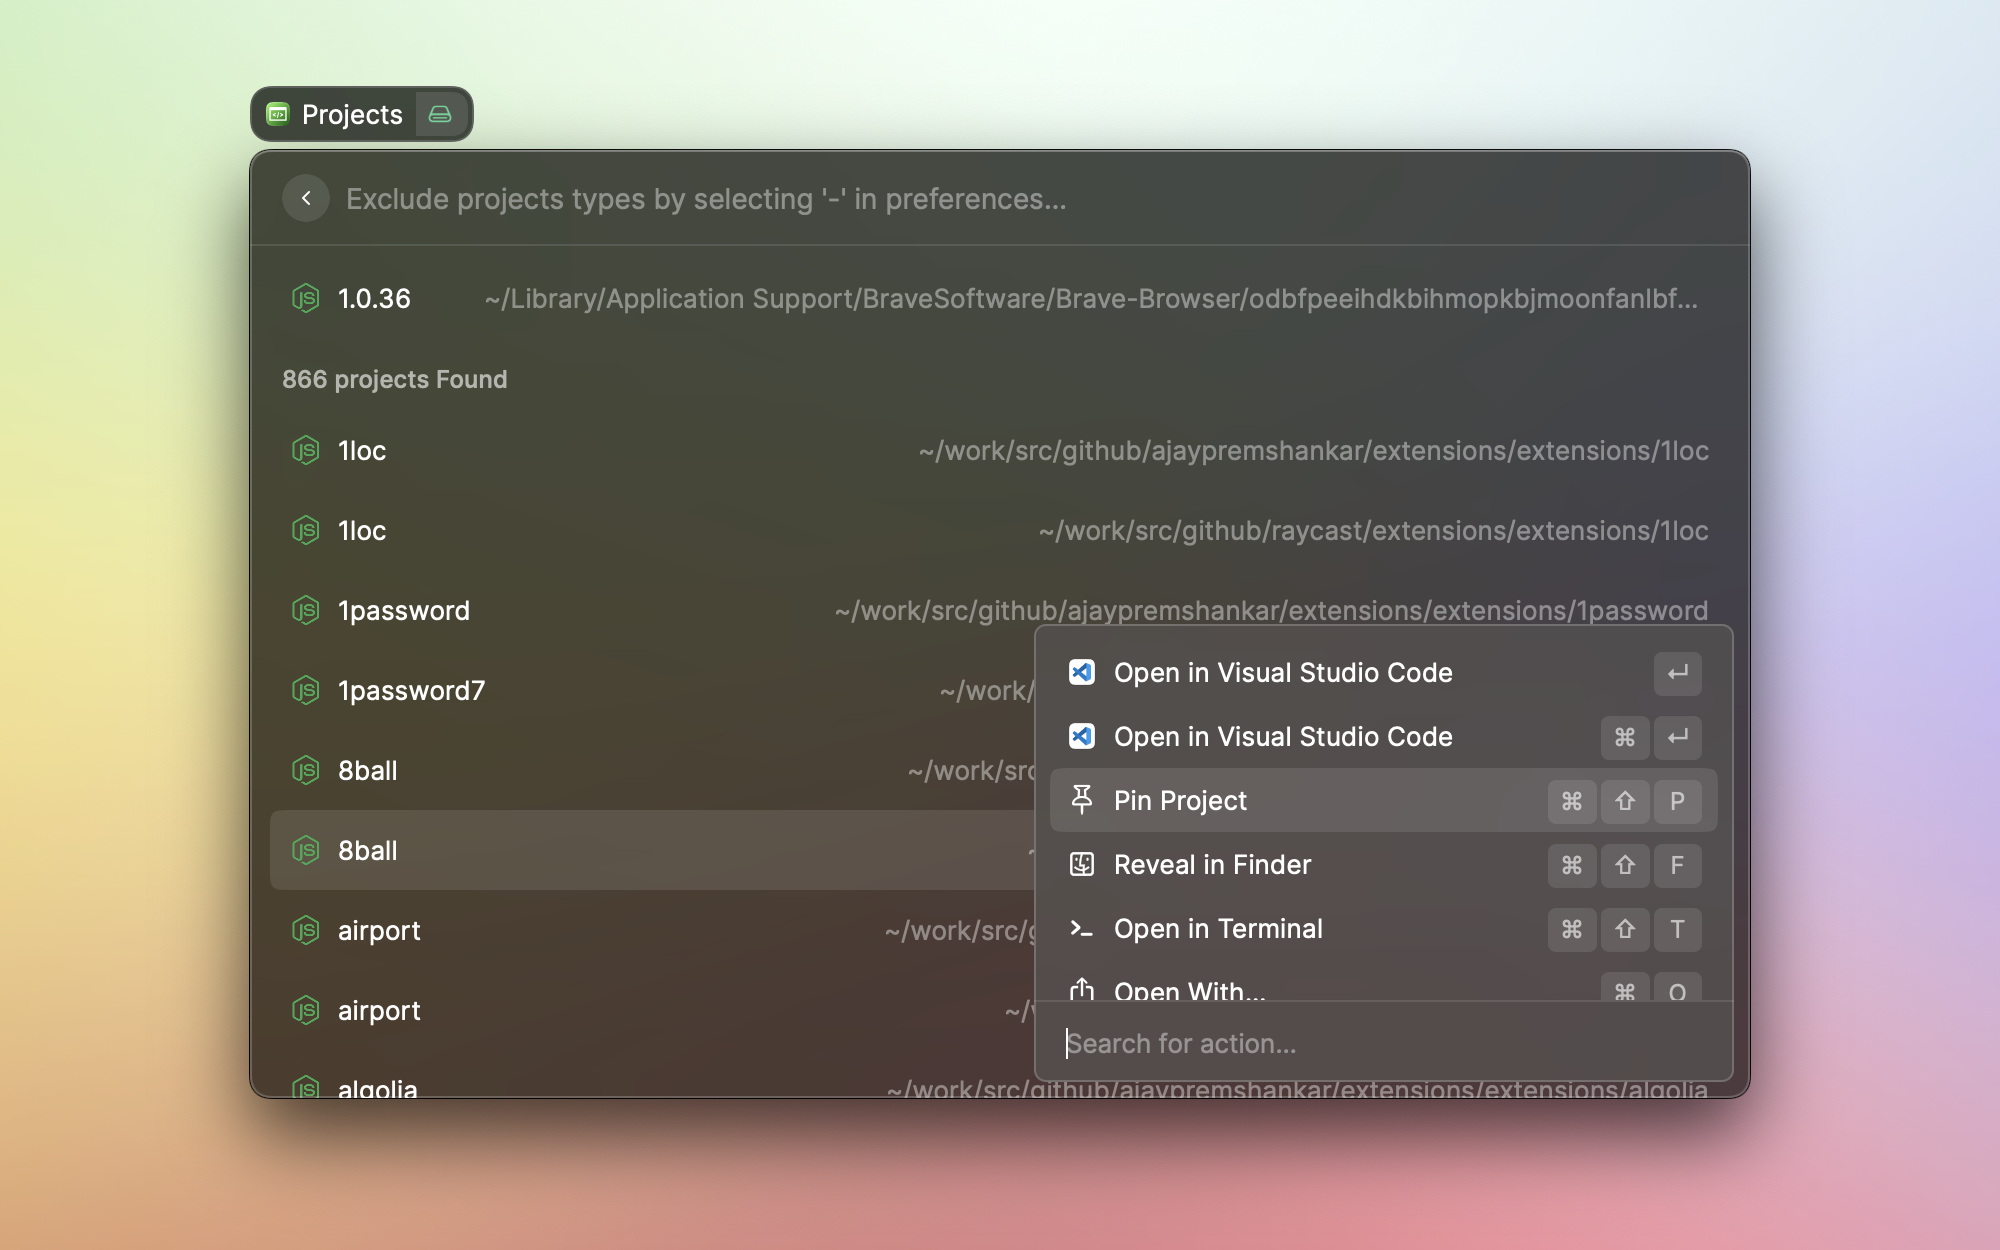 Projects
Exclude projects types by selecting '-' in preferences...
1.0.36 ~/Library/Application Support/BraveSoftware/Brave-Browser/odbfpeeihdkbihmopkbjmoonfanlbf...
866 projects Found
1loc ~/work/src/github/ajaypremshankar/extensions/extensions/1loc
1loc ~/work/src/github/raycast/extensions/extensions/1loc
1password ~/work/src/github/ajaypremshankar/extensions/extensions/1password
1password7 ~/work/
8ball ~/work/src
8ball ~
airport ~/work/src/g
airport ~/w
algolia ~/work/src/github/ajaypremshankar/extensions/extensions/algolia
Open in Visual Studio Code ↵
Open in Visual Studio Code ⌘ ↵
Pin Project ⌘ ⇧ P
Reveal in Finder ⌘ ⇧ F
Open in Terminal ⌘ ⇧ T
Open With... ⌘ O
Search for action...